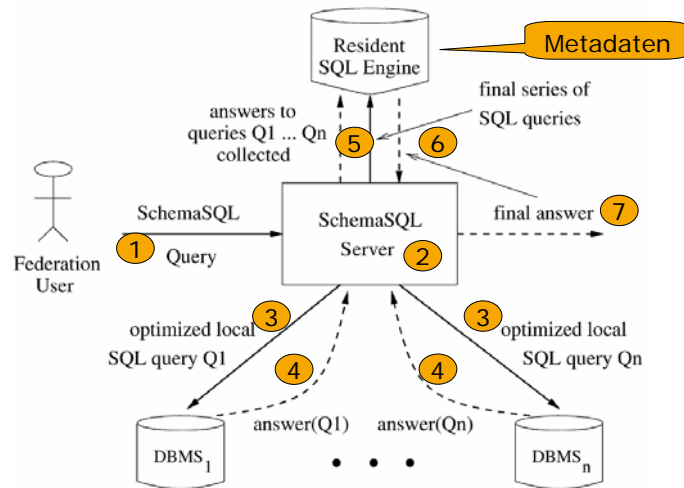 Resident
SQL Engine
Metadaten
answers to
queries Q1 ... Qn
collected
5
6
final series of
SQL queries
SchemaSQL
1
Query
Federation
User
SchemaSQL
Server
2
final answer
7
3
optimized local
SQL query Q1
4
3
optimized local
SQL query Qn
4
answer(Q1)
answer(Qn)
DBMS1
• • •
DBMSn